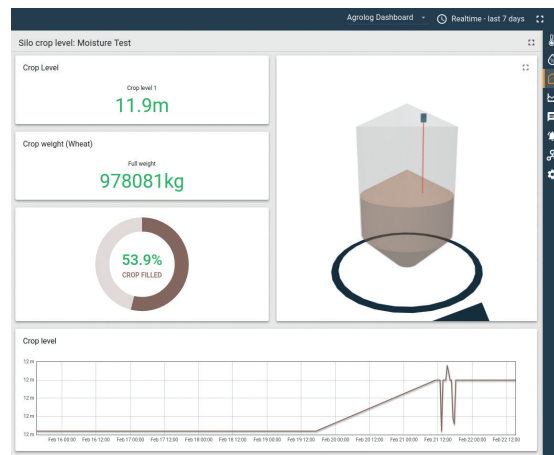 Agrolog Dashboard
Realtime - last 7 days
Silo crop level: Moisture Test
Crop Level
Crop level 1
11.9m
Crop weight (Wheat)
Full weight
978081kg
53.9%
CROP FILLED
Crop level
12 m
12 m
12 m
12 m
12 m
Feb 16 00:00 Feb 16 12:00 Feb 17 00:00 Feb 17 12:00 Feb 18 00:00 Feb 18 12:00 Feb 19 00:00 Feb 19 12:00 Feb 20 00:00 Feb 20 12:00 Feb 21 00:00 Feb 21 12:00 Feb 22 00:00 Feb 22 12:00